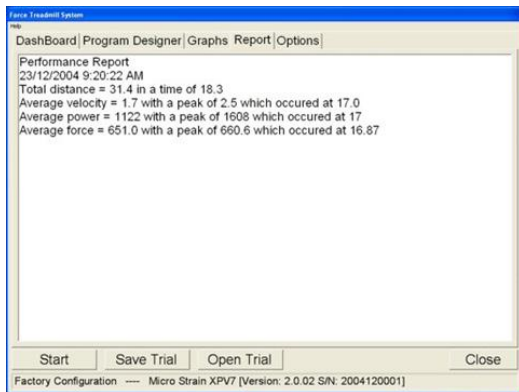 Force Treadmill System
Help
DashBoard Program Designer Graphs Report Options
Performance Report
23/12/2004 9:20:22 AM
Total distance = 31.4 in a time of 18.3
Average velocity = 1.7 with a peak of 2.5 which occured at 17.0
Average power = 1122 with a peak of 1608 which occured at 17
Average force = 651.0 with a peak of 660.6 which occured at 16.87
Start Save Trial Open Trial Close
Factory Configuration ---- Micro Strain XPV7 [Version: 2.0.02 S/N: 2004120001]